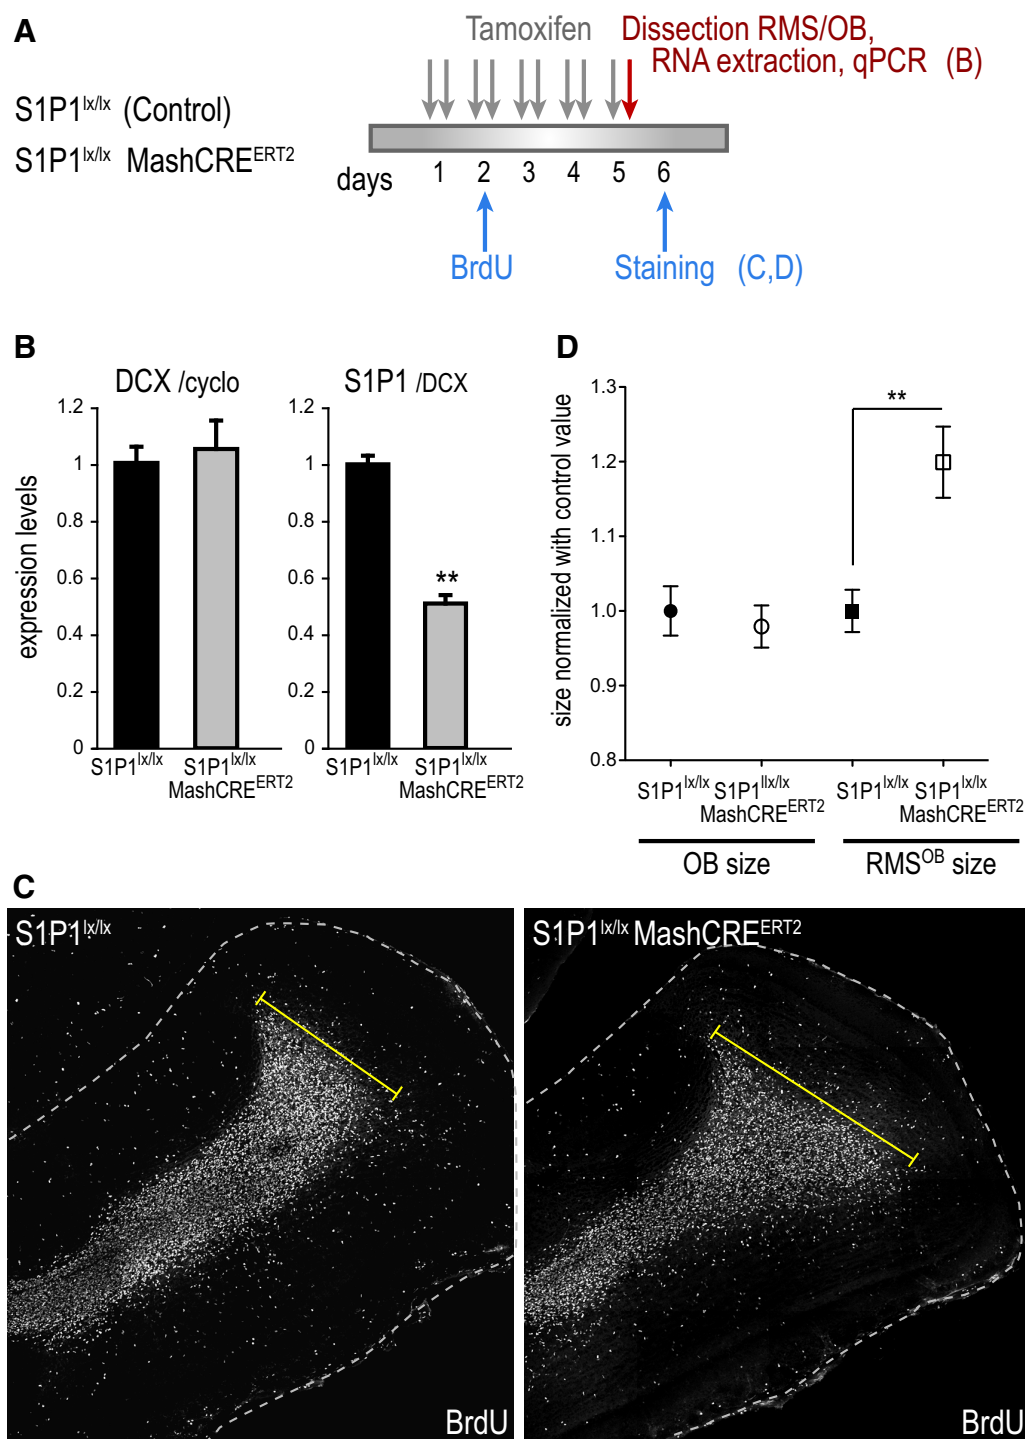 A
Tamoxifen
Dissection RMS/OB,
RNA extraction, qPCR (B)
S1P1lx/lx (Control)
S1P1lx/lx MashCREERT2
days 1 2 3 4 5 6
BrdU
Staining (C,D)
B
DCX /cyclo
S1P1 /DCX
expression levels
1.2
1
0.8
0.6
0.4
0.2
0
S1P1lx/lx
S1P1lx/lx
MashCREERT2
1.2
1
0.8
0.6
0.4
0.2
0
**
S1P1lx/lx
S1P1lx/lx
MashCREERT2
D
size normalized with control value
1.3
1.2
1.1
1.0
0.9
0.8
**
S1P1lx/lx
S1P1llx/lx
MashCREERT2
S1P1lx/lx
S1P1lx/lx
MashCREERT2
OB size
RMSOB size
C
S1P1lx/lx
BrdU
S1P1lx/lx MashCREERT2
BrdU